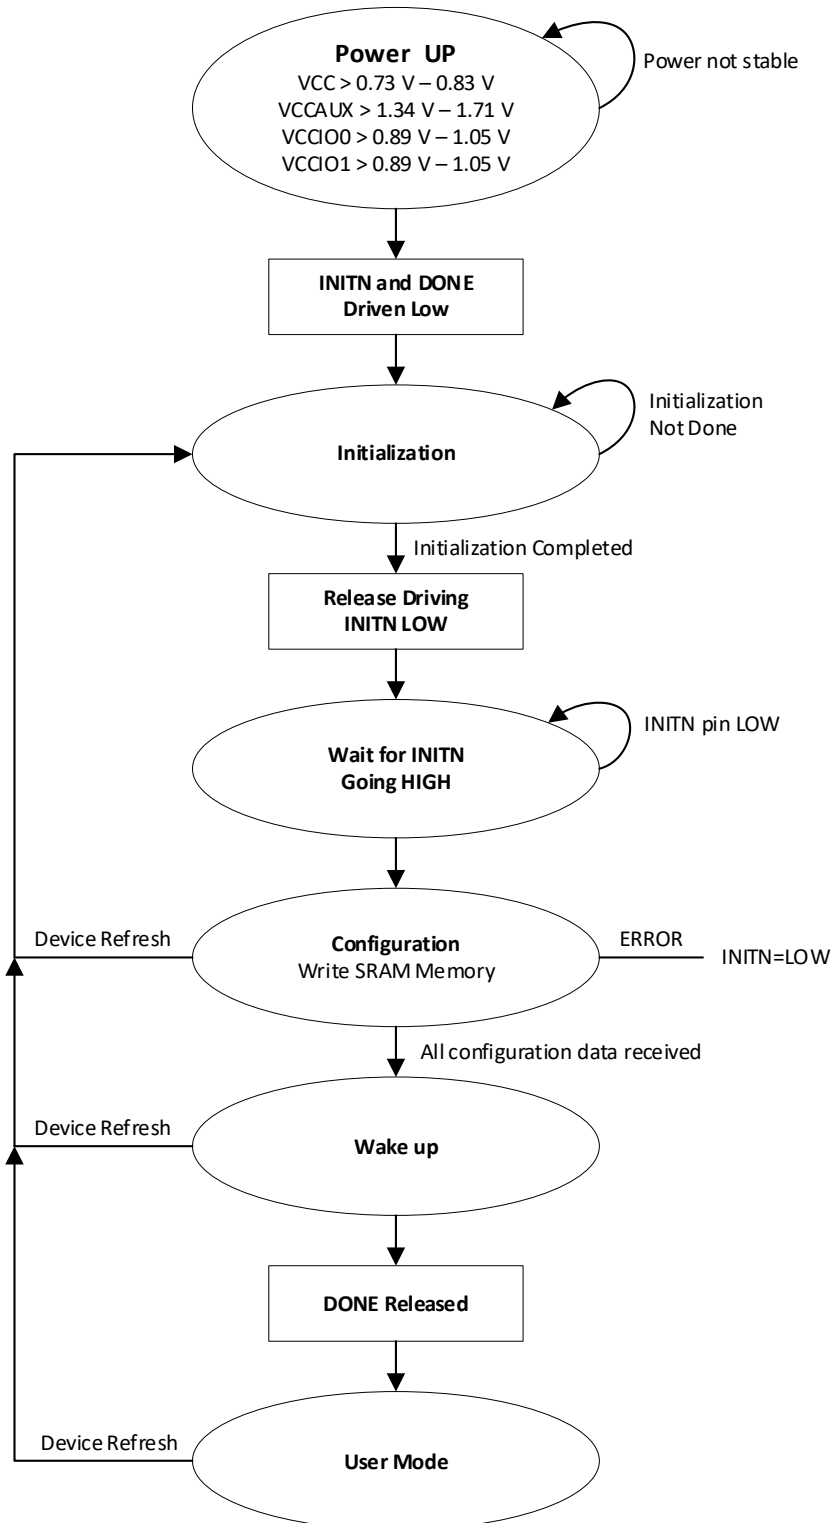 Power UP
VCC > 0.73 V – 0.83 V
VCCAUX > 1.34 V – 1.71 V
VCCIO0 > 0.89 V – 1.05 V
VCCIO1 > 0.89 V – 1.05 V
Power not stable
INITN and DONE
Driven Low
Initialization
Initialization
Not Done
Initialization Completed
Release Driving
INITN LOW
Wait for INITN
Going HIGH
INITN pin LOW
Device Refresh
Configuration
Write SRAM Memory
ERROR
INITN=LOW
All configuration data received
Device Refresh
Wake up
DONE Released
Device Refresh
User Mode